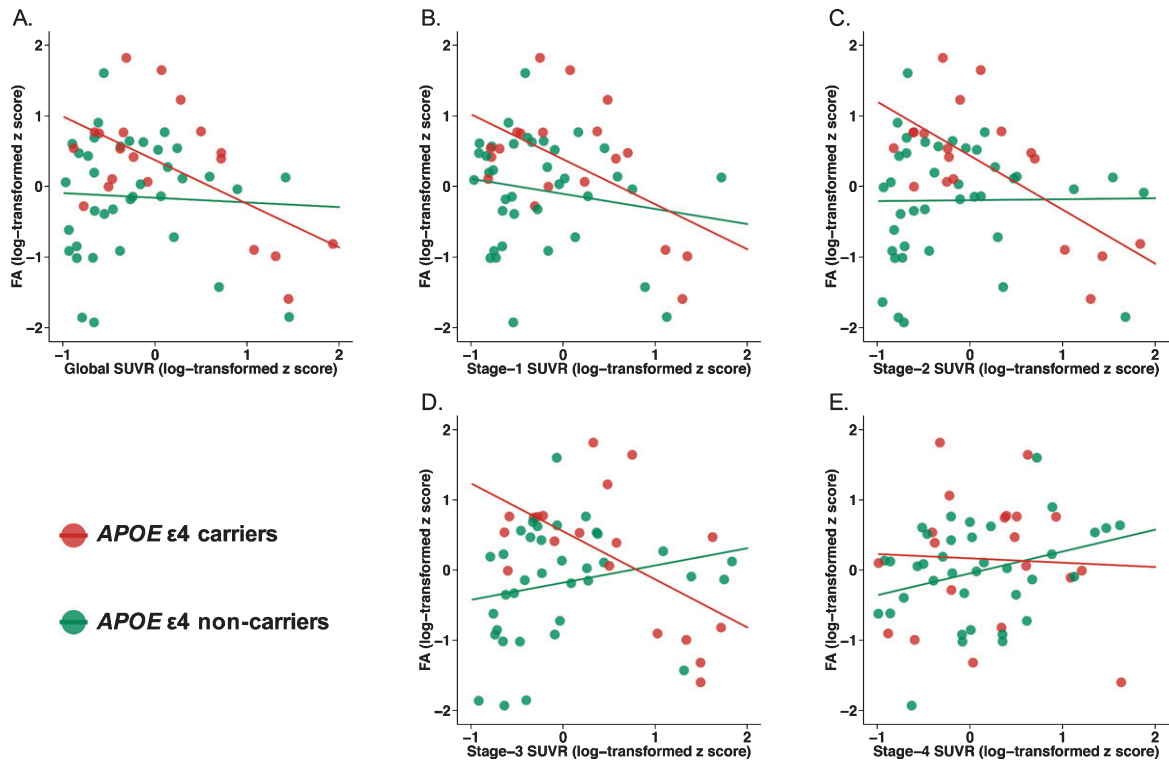 A.
B.
C.
FA (log−transformed z score)
2
1
0
−1
−2
−1
0
1
2
Global SUVR (log−transformed z score)
FA (log−transformed z score)
2
1
0
−1
−2
−1
0
1
2
Stage−1 SUVR (log−transformed z score)
FA (log−transformed z score)
2
1
0
−1
−2
−1
0
1
2
Stage−2 SUVR (log−transformed z score)
D.
E.
APOE ε4 carriers
APOE ε4 non-carriers
FA (log−transformed z score)
2
1
0
−1
−2
−1
0
1
2
Stage−3 SUVR (log−transformed z score)
FA (log−transformed z score)
2
1
0
−1
−2
−1
0
1
2
Stage−4 SUVR (log−transformed z score)